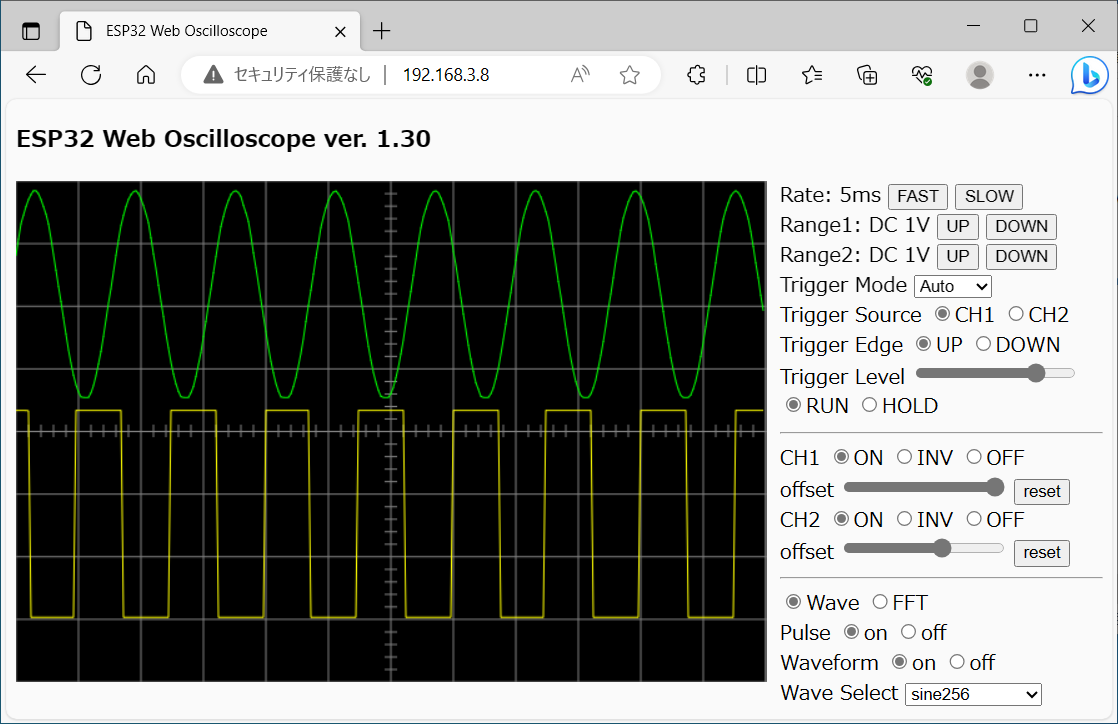 ESP32 Web Oscilloscope
セキュリティ保護なし | 192.168.3.8
ESP32 Web Oscilloscope ver. 1.30
Rate: 5ms FAST SLOW
Range1: DC 1V UP DOWN
Range2: DC 1V UP DOWN
Trigger Mode Auto
Trigger Source CH1 CH2
Trigger Edge UP DOWN
Trigger Level
RUN HOLD
CH1 ON INV OFF
offset reset
CH2 ON INV OFF
offset reset
Wave FFT
Pulse on off
Waveform on off
Wave Select sine256